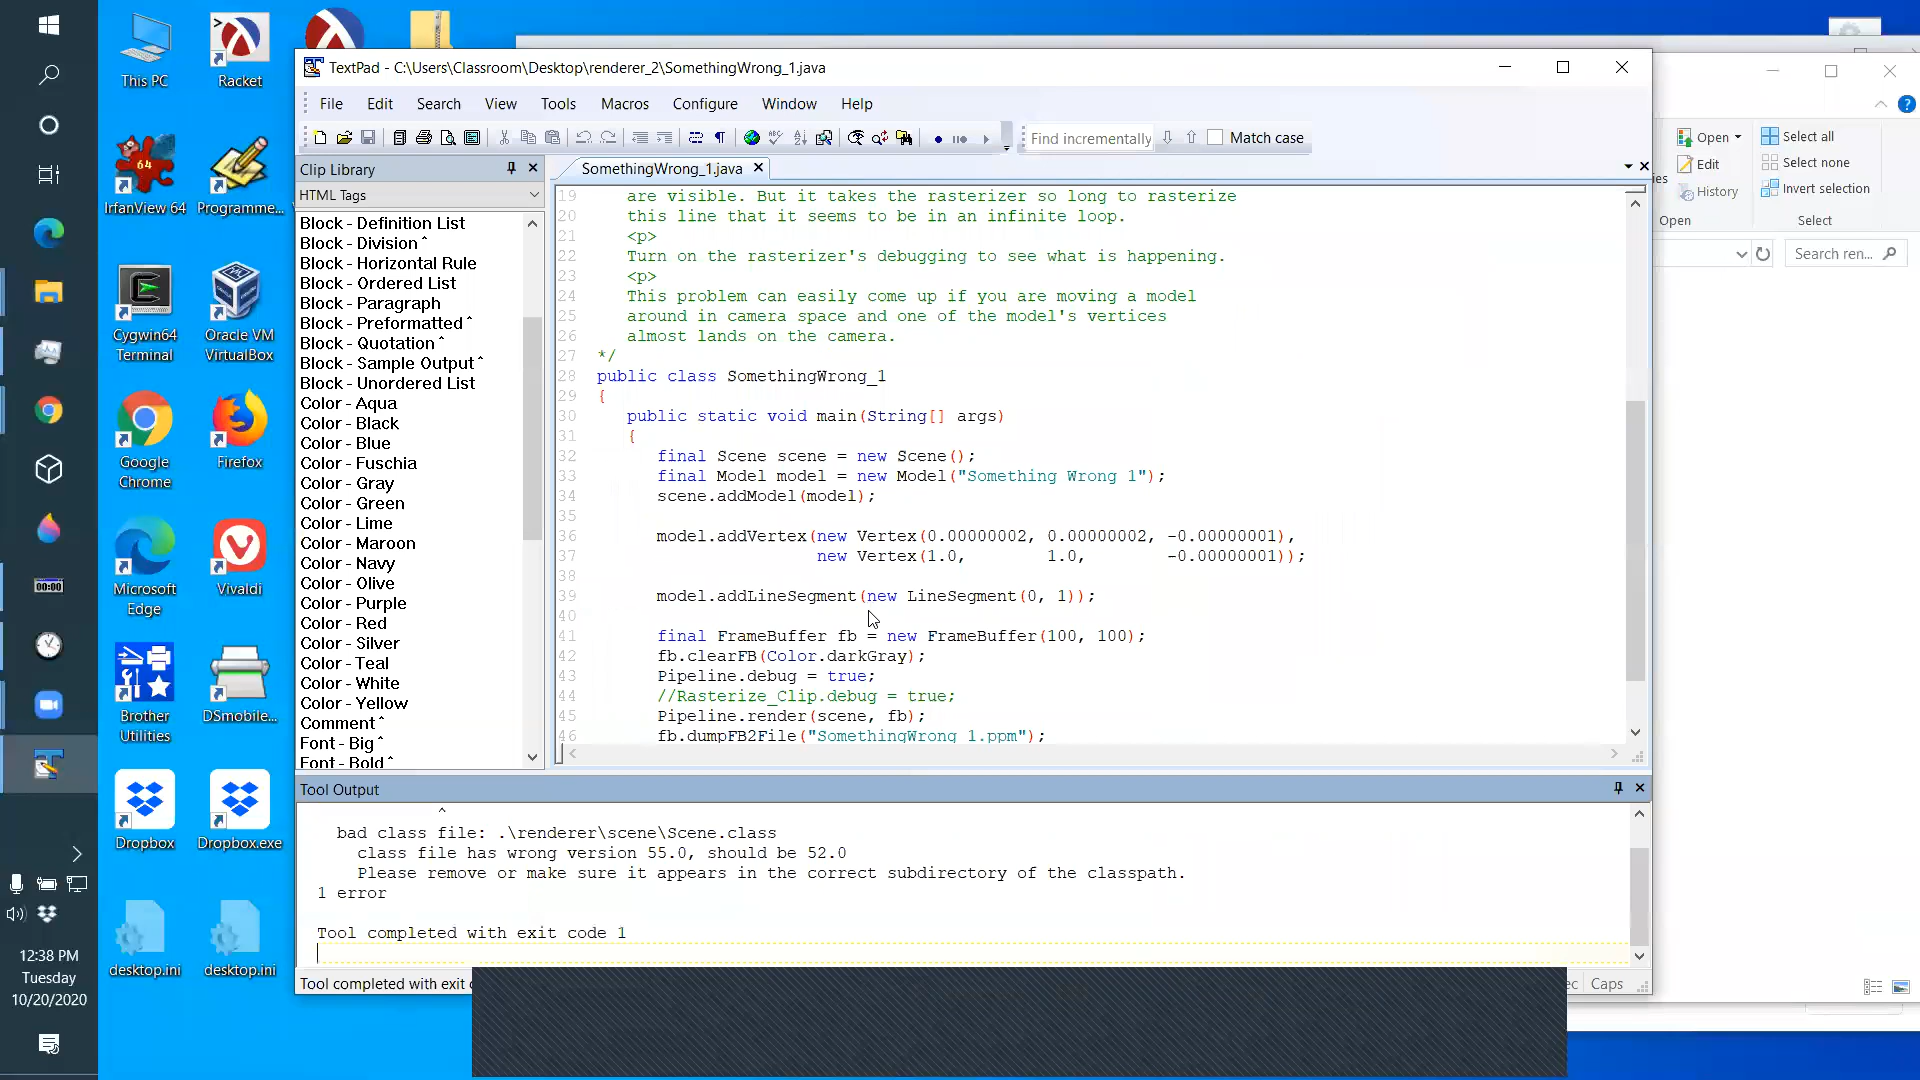 This PC
Racket
IrfanView 64
Programme...
Cygwin64
Terminal
Oracle VM
VirtualBox
Google
Chrome
Firefox
Microsoft
Edge
Vivaldi
Brother
Utilities
DSmobile...
Dropbox
Dropbox.exe
desktop.ini
desktop.ini
00:00
12:38 PM
Tuesday
10/20/2020
TextPad - C:\Users\Classroom\Desktop\renderer_2\SomethingWrong_1.java
File Edit Search View Tools Macros Configure Window Help
Find incrementally
Match case
Clip Library
HTML Tags
Block - Definition List
Block - Division ^
Block - Horizontal Rule
Block - Ordered List
Block - Paragraph
Block - Preformatted ^
Block - Quotation ^
Block - Sample Output ^
Block - Unordered List
Color - Aqua
Color - Black
Color - Blue
Color - Fuschia
Color - Gray
Color - Green
Color - Lime
Color - Maroon
Color - Navy
Color - Olive
Color - Purple
Color - Red
Color - Silver
Color - Teal
Color - White
Color - Yellow
Comment ^
Font - Big ^
Font - Bold ^
SomethingWrong_1.java
19 are visible. But it takes the rasterizer so long to rasterize
20 this line that it seems to be in an infinite loop.
21 <p>
22 Turn on the rasterizer's debugging to see what is happening.
23 <p>
24 This problem can easily come up if you are moving a model
25 around in camera space and one of the model's vertices
26 almost lands on the camera.
27 */
28 public class SomethingWrong_1
29 {
30 public static void main(String[] args)
31 {
32 final Scene scene = new Scene();
33 final Model model = new Model("Something Wrong 1");
34 scene.addModel(model);
35
36 model.addVertex(new Vertex(0.00000002, 0.00000002, -0.00000001),
37 new Vertex(1.0, 1.0, -0.00000001));
38
39 model.addLineSegment(new LineSegment(0, 1));
40
41 final FrameBuffer fb = new FrameBuffer(100, 100);
42 fb.clearFB(Color.darkGray);
43 Pipeline.debug = true;
44 //Rasterize_Clip.debug = true;
45 Pipeline.render(scene, fb);
46 fb.dumpFB2File("SomethingWrong_1.ppm");
Tool Output
^
bad class file: .\renderer\scene\Scene.class
class file has wrong version 55.0, should be 52.0
Please remove or make sure it appears in the correct subdirectory of the classpath.
1 error
Tool completed with exit code 1
Tool completed with exit
Caps
Open
Edit
History
Open
Select all
Select none
Invert selection
Select
Search ren...